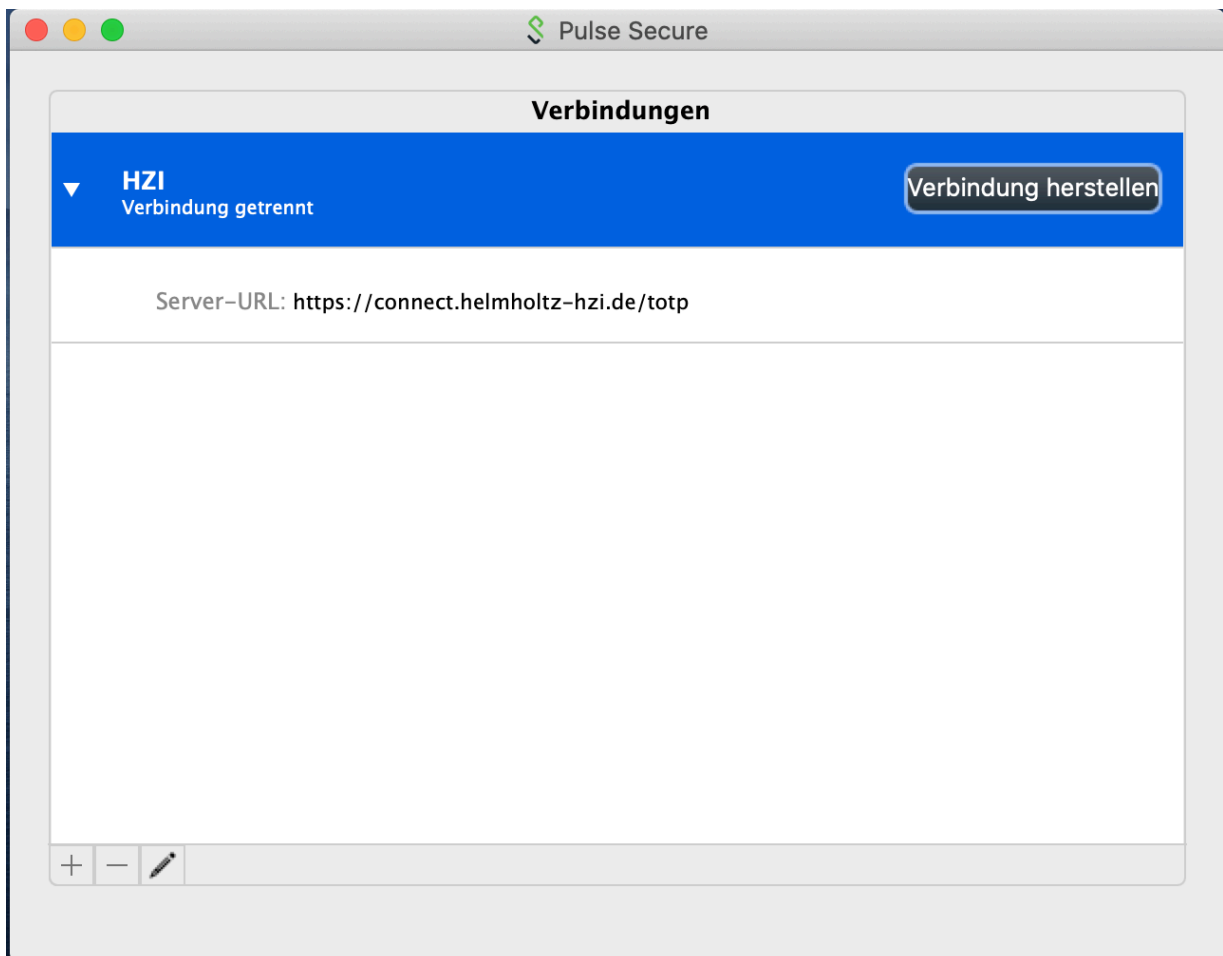 Pulse Secure
Verbindungen
HZI
Verbindung getrennt
Verbindung herstellen
Server-URL: https://connect.helmholtz-hzi.de/totp